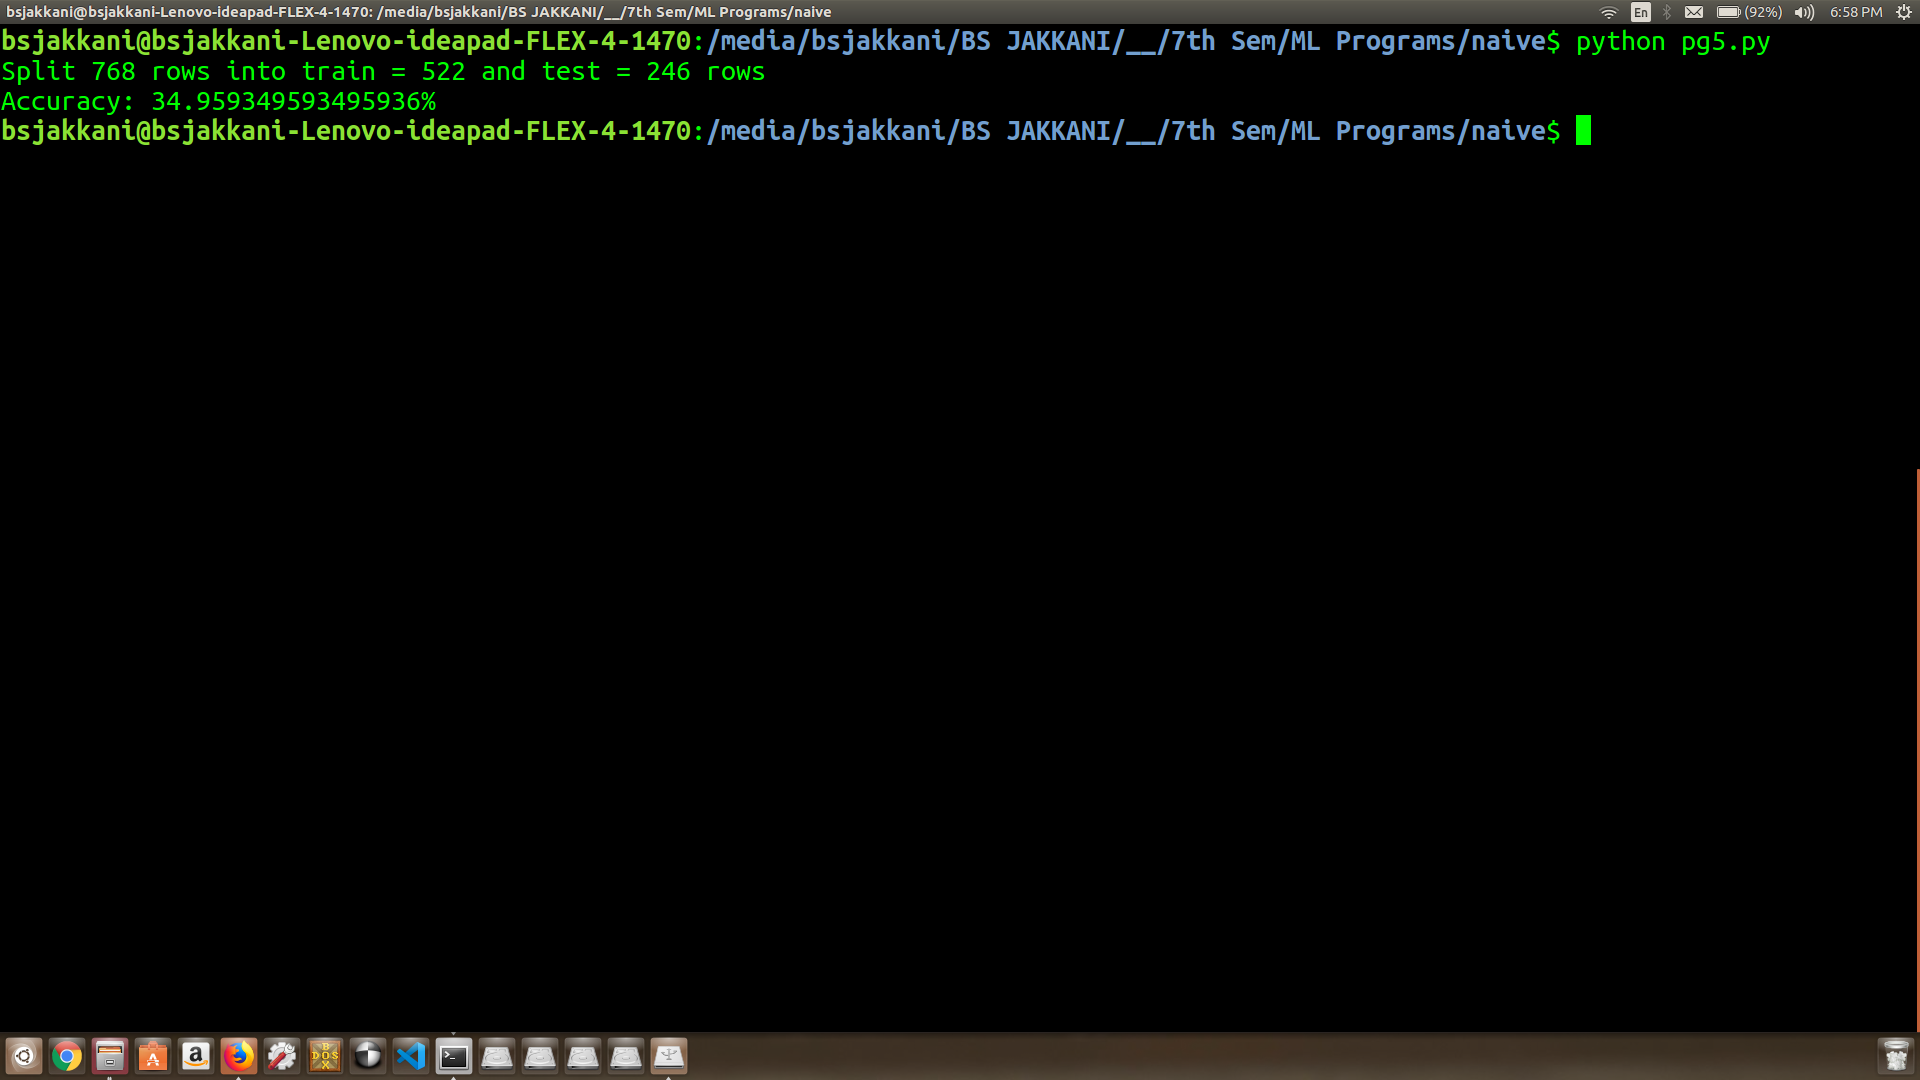 bsjakkani@bsjakkani-Lenovo-ideapad-FLEX-4-1470: /media/bsjakkani/BS JAKKANI/__/7th Sem/ML Programs/naive
En
(92%)
6:58 PM
bsjakkani@bsjakkani-Lenovo-ideapad-FLEX-4-1470:/media/bsjakkani/BS JAKKANI/__/7th Sem/ML Programs/naive$ python pg5.py
Split 768 rows into train = 522 and test = 246 rows
Accuracy: 34.959349593495936%
bsjakkani@bsjakkani-Lenovo-ideapad-FLEX-4-1470:/media/bsjakkani/BS JAKKANI/__/7th Sem/ML Programs/naive$